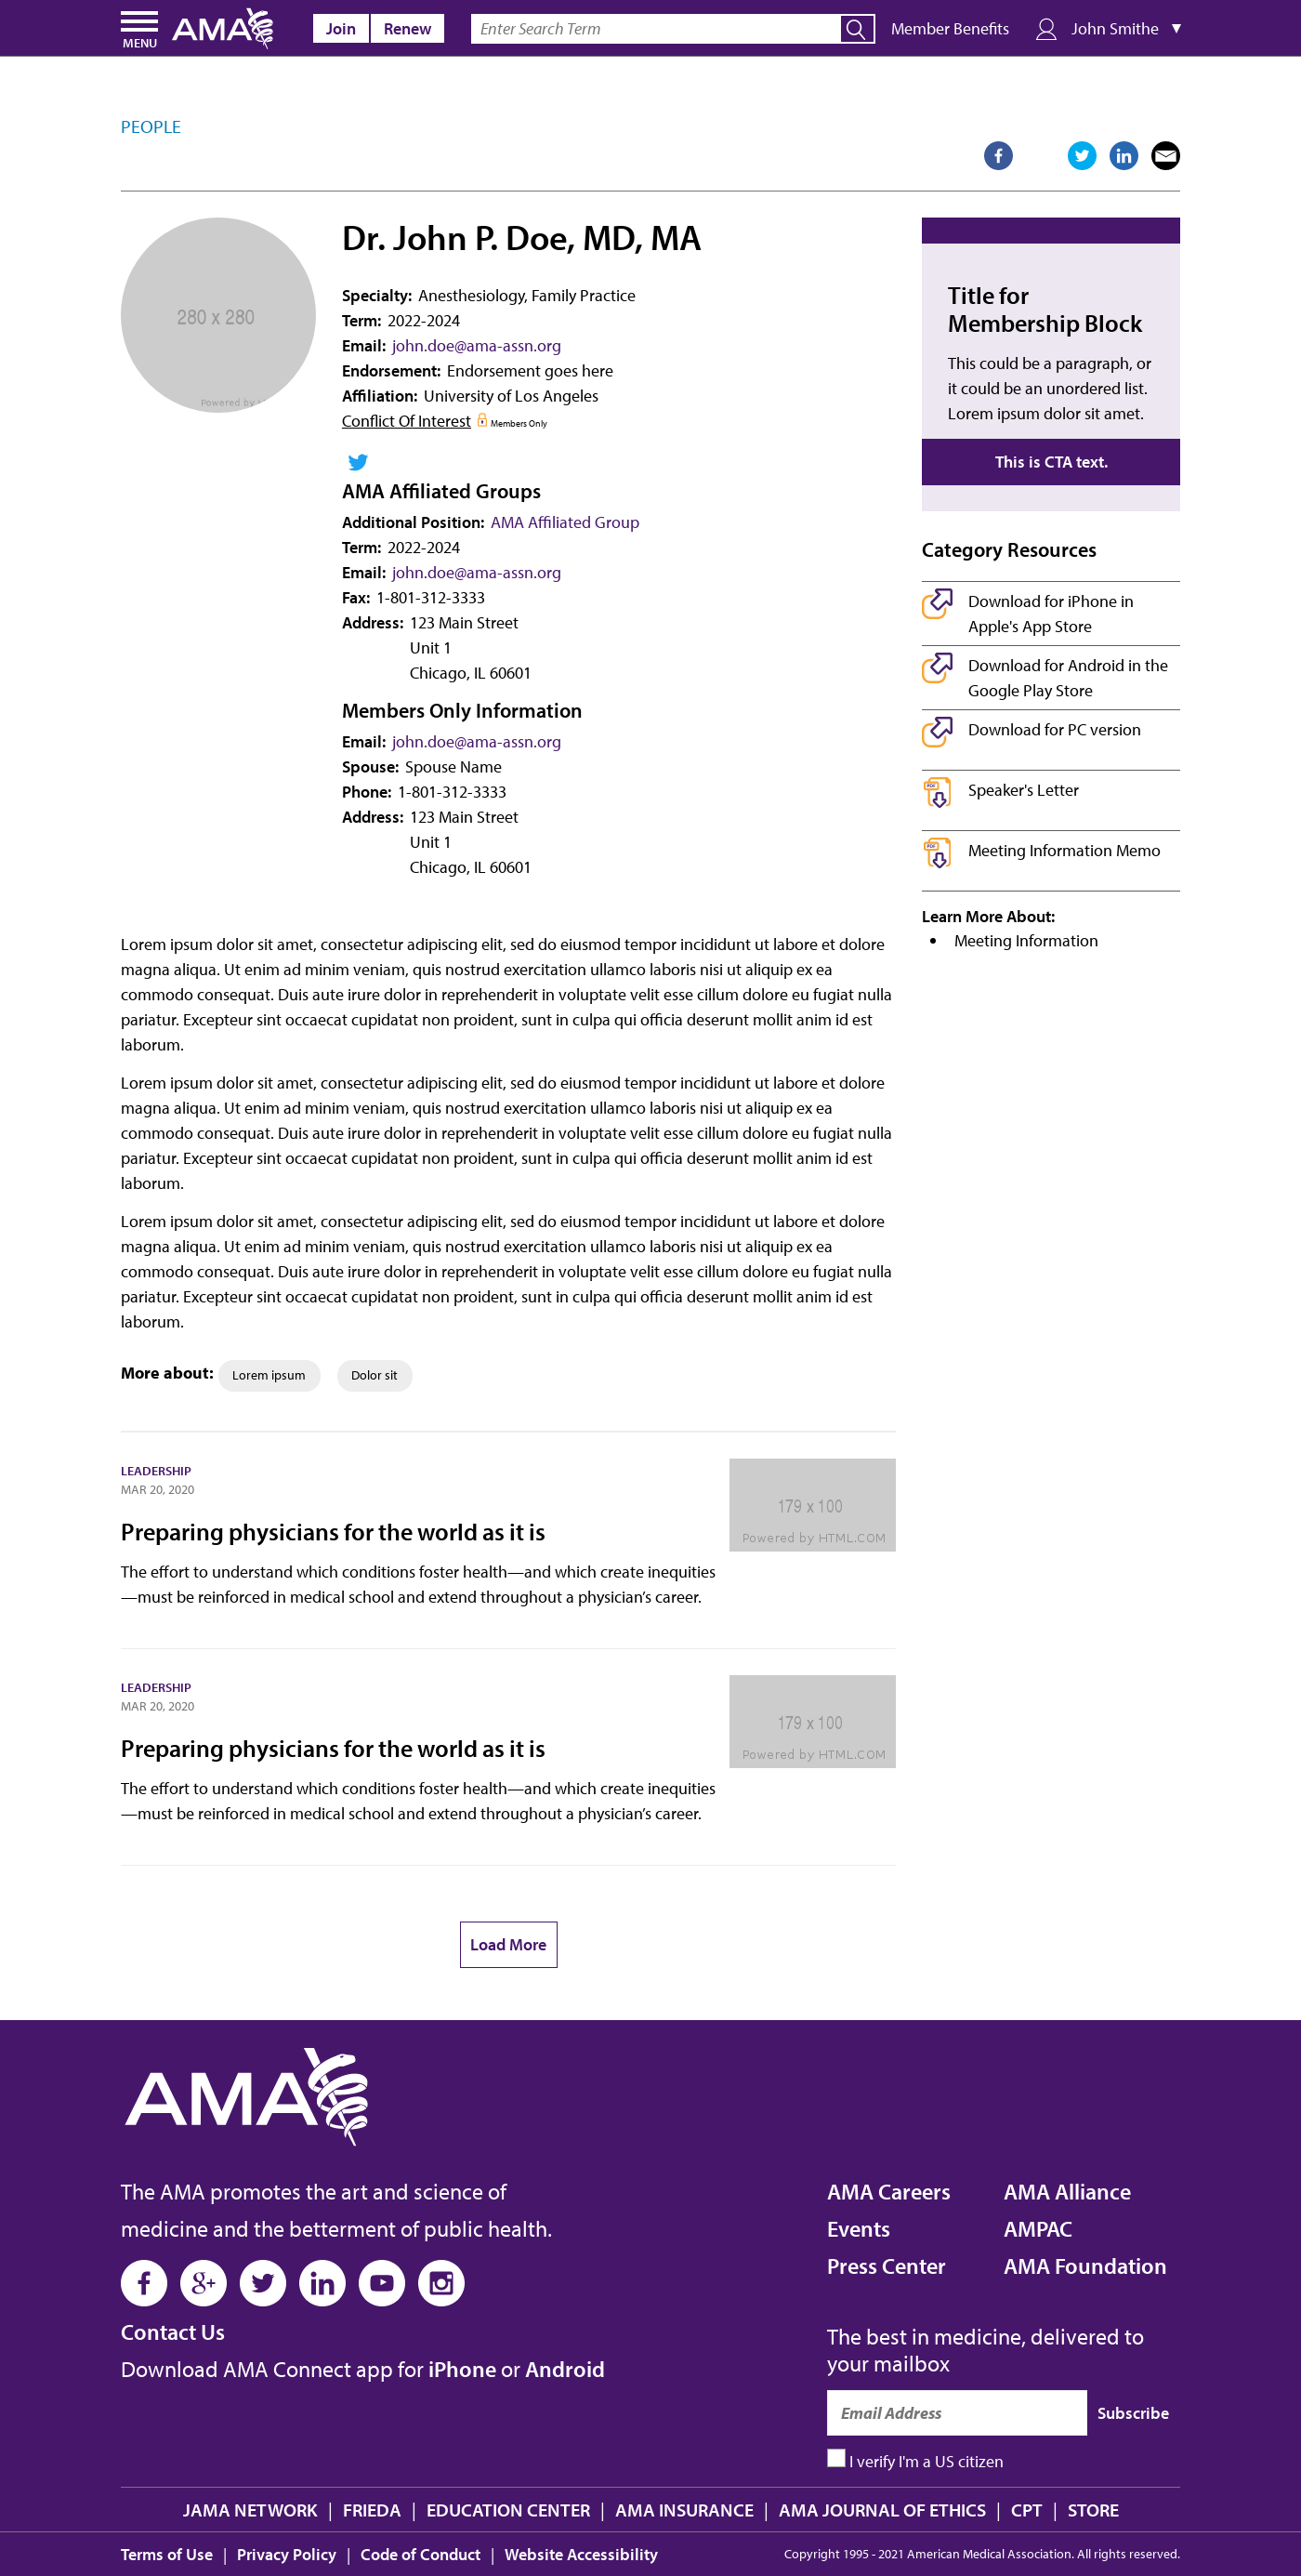 MENU
AMA
Join
Renew
Enter Search Term
Member Benefits
John Smithe ▼
PEOPLE
280 x 280
Powered by
Dr. John P. Doe, MD, MA
Specialty: Anesthesiology, Family Practice
Term: 2022-2024
Email: john.doe@ama-assn.org
Endorsement: Endorsement goes here
Affiliation: University of Los Angeles
Conflict Of Interest Members Only
AMA Affiliated Groups
Additional Position: AMA Affiliated Group
Term: 2022-2024
Email: john.doe@ama-assn.org
Fax: 1-801-312-3333
Address: 123 Main Street
Unit 1
Chicago, IL 60601
Members Only Information
Email: john.doe@ama-assn.org
Spouse: Spouse Name
Phone: 1-801-312-3333
Address: 123 Main Street
Unit 1
Chicago, IL 60601
Title for
Membership Block
This could be a paragraph, or
it could be an unordered list.
Lorem ipsum dolor sit amet.
This is CTA text.
Category Resources
Download for iPhone in
Apple's App Store
Download for Android in the
Google Play Store
Download for PC version
PDF
Speaker's Letter
PDF
Meeting Information Memo
Learn More About:
• Meeting Information
Lorem ipsum dolor sit amet, consectetur adipiscing elit, sed do eiusmod tempor incididunt ut labore et dolore
magna aliqua. Ut enim ad minim veniam, quis nostrud exercitation ullamco laboris nisi ut aliquip ex ea
commodo consequat. Duis aute irure dolor in reprehenderit in voluptate velit esse cillum dolore eu fugiat nulla
pariatur. Excepteur sint occaecat cupidatat non proident, sunt in culpa qui officia deserunt mollit anim id est
laborum.
Lorem ipsum dolor sit amet, consectetur adipiscing elit, sed do eiusmod tempor incididunt ut labore et dolore
magna aliqua. Ut enim ad minim veniam, quis nostrud exercitation ullamco laboris nisi ut aliquip ex ea
commodo consequat. Duis aute irure dolor in reprehenderit in voluptate velit esse cillum dolore eu fugiat nulla
pariatur. Excepteur sint occaecat cupidatat non proident, sunt in culpa qui officia deserunt mollit anim id est
laborum.
Lorem ipsum dolor sit amet, consectetur adipiscing elit, sed do eiusmod tempor incididunt ut labore et dolore
magna aliqua. Ut enim ad minim veniam, quis nostrud exercitation ullamco laboris nisi ut aliquip ex ea
commodo consequat. Duis aute irure dolor in reprehenderit in voluptate velit esse cillum dolore eu fugiat nulla
pariatur. Excepteur sint occaecat cupidatat non proident, sunt in culpa qui officia deserunt mollit anim id est
laborum.
More about: Lorem ipsum Dolor sit
LEADERSHIP
MAR 20, 2020
Preparing physicians for the world as it is
The effort to understand which conditions foster health—and which create inequities
—must be reinforced in medical school and extend throughout a physician’s career.
179 x 100
Powered by HTML.COM
LEADERSHIP
MAR 20, 2020
Preparing physicians for the world as it is
The effort to understand which conditions foster health—and which create inequities
—must be reinforced in medical school and extend throughout a physician’s career.
179 x 100
Powered by HTML.COM
Load More
AMA
The AMA promotes the art and science of
medicine and the betterment of public health.
Contact Us
Download AMA Connect app for iPhone or Android
AMA Careers
Events
Press Center
AMA Alliance
AMPAC
AMA Foundation
The best in medicine, delivered to
your mailbox
Email Address
Subscribe
I verify I'm a US citizen
JAMA NETWORK | FRIEDA | EDUCATION CENTER | AMA INSURANCE | AMA JOURNAL OF ETHICS | CPT | STORE
Terms of Use | Privacy Policy | Code of Conduct | Website Accessibility
Copyright 1995 - 2021 American Medical Association. All rights reserved.